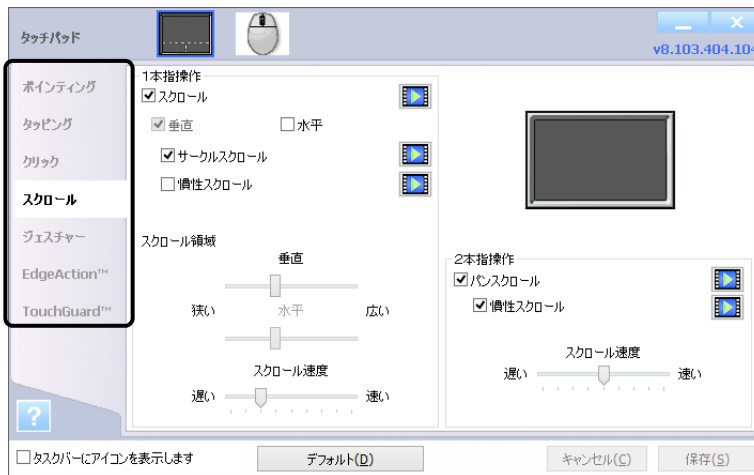 タッチパッド
v8.103.404.104
ポインティング
タッピング
クリック
スクロール
ジェスチャー
EdgeAction™
TouchGuard™
1本指操作
スクロール
垂直 水平
サークルスクロール
慣性スクロール
スクロール領域
垂直
狭い 水平 広い
スクロール速度
遅い 速い
2本指操作
パンスクロール
慣性スクロール
スクロール速度
遅い 速い
?
タスクバーにアイコンを表示します デフォルト(D) キャンセル(C) 保存(S)